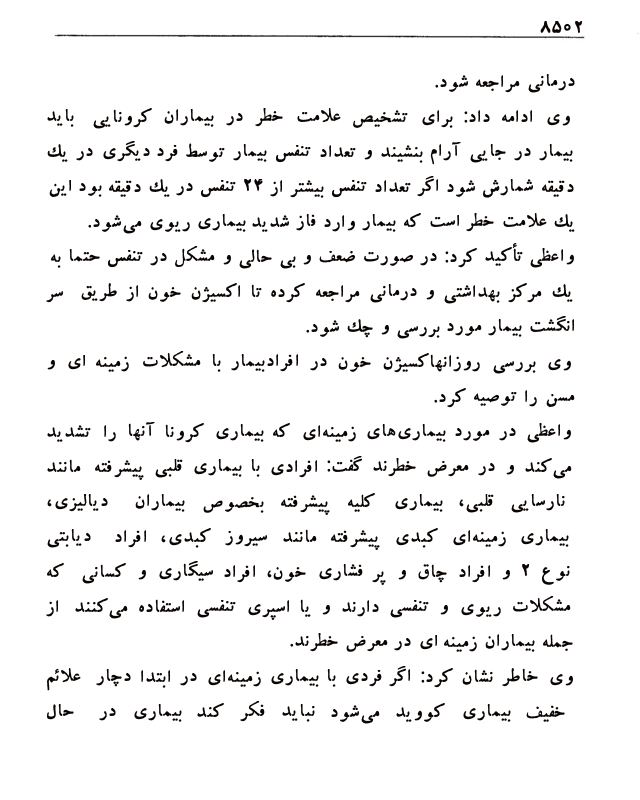 ۸۵۰۲
درمانی مراجعه شود.
وی ادامه داد: برای تشخیص علامت خطر در بیماران کرونایی باید
بیمار در جایی آرام بنشیند و تعداد تنفس بیمار توسط فرد دیگری در یك
دقیقه شمارش شود اگر تعداد تنفس بیشتر از ۲۴ تنفس در یك دقیقه بود این
یك علامت خطر است که بیمار وارد فاز شدید بیماری ریوی می‌شود.
واعظی تأکید کرد: در صورت ضعف و بی حالی و مشکل در تنفس حتما به
یك مرکز بهداشتی و درمانی مراجعه کرده تا اکسیژن خون از طریق سر
انگشت بیمار مورد بررسی و چك شود.
وی بررسی روزانهاکسیژن خون در افرادبیمار با مشکلات زمینه ای و
مسن را توصیه کرد.
واعظی در مورد بیماری‌های زمینه‌ای که بیماری کرونا آنها را تشدید
می‌کند و در معرض خطرند گفت: افرادی با بیماری قلبی پیشرفته مانند
نارسایی قلبی، بیماری کلیه پیشرفته بخصوص بیماران دیالیزی،
بیماری زمینه‌ای کبدی پیشرفته مانند سیروز کبدی، افراد دیابتی
نوع ۲ و افراد چاق و پر فشاری خون، افراد سیگاری و کسانی که
مشکلات ریوی و تنفسی دارند و یا اسپری تنفسی استفاده می‌کنند از
جمله بیماران زمینه ای در معرض خطرند.
وی خاطر نشان کرد: اگر فردی با بیماری زمینه‌ای در ابتدا دچار علائم
خفیف بیماری کووید می‌شود نباید فکر کند بیماری در حال